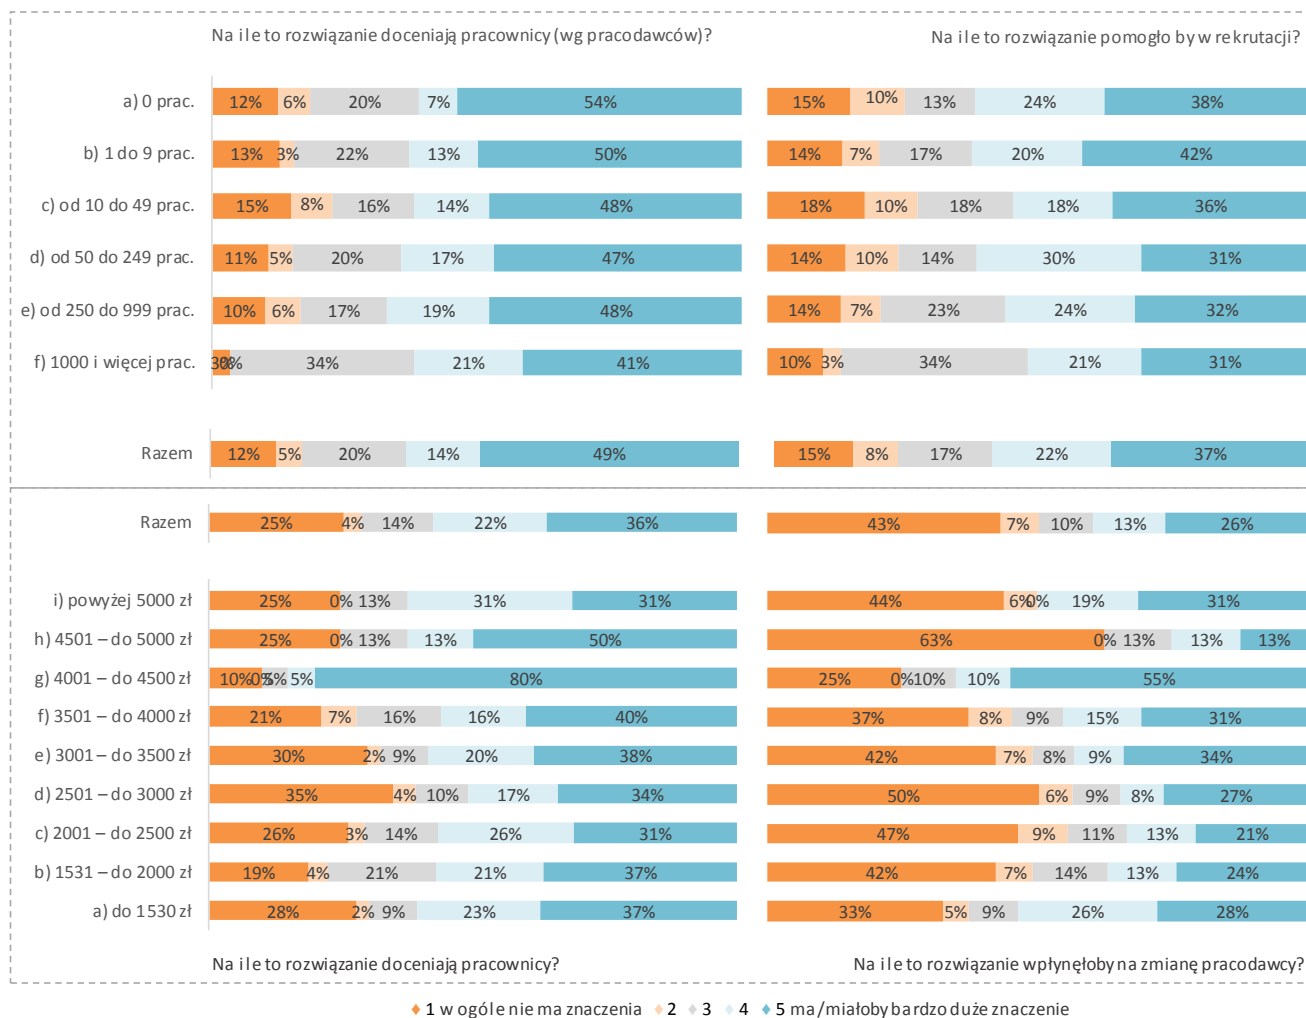 Na ile to rozwiązanie doceniają pracownicy (wg pracodawców)? Na ile to rozwiązanie pomogło by w rekrutacji?
a) 0 prac. 12% 6% 20% 7% 54% 15% 10% 13% 24% 38%
b) 1 do 9 prac. 13% 3% 22% 13% 50% 14% 7% 17% 20% 42%
c) od 10 do 49 prac. 15% 8% 16% 14% 48% 18% 10% 18% 18% 36%
d) od 50 do 249 prac. 11% 5% 20% 17% 47% 14% 10% 14% 30% 31%
e) od 250 do 999 prac. 10% 6% 17% 19% 48% 14% 7% 23% 24% 32%
f) 1000 i więcej prac. 3% 0% 34% 21% 41% 10% 3% 34% 21% 31%
Razem 12% 5% 20% 14% 49% 15% 8% 17% 22% 37%
Razem 25% 4% 14% 22% 36% 43% 7% 10% 13% 26%
i) powyżej 5000 zł 25% 0% 13% 31% 31% 44% 6% 0% 19% 31%
h) 4501 – do 5000 zł 25% 0% 13% 13% 50% 63% 0% 13% 13% 13%
g) 4001 – do 4500 zł 10% 0% 5% 5% 80% 25% 0% 10% 10% 55%
f) 3501 – do 4000 zł 21% 7% 16% 16% 40% 37% 8% 9% 15% 31%
e) 3001 – do 3500 zł 30% 2% 9% 20% 38% 42% 7% 8% 9% 34%
d) 2501 – do 3000 zł 35% 4% 10% 17% 34% 50% 6% 9% 8% 27%
c) 2001 – do 2500 zł 26% 3% 14% 26% 31% 47% 9% 11% 13% 21%
b) 1531 – do 2000 zł 19% 4% 21% 21% 37% 42% 7% 14% 13% 24%
a) do 1530 zł 28% 2% 9% 23% 37% 33% 5% 9% 26% 28%
Na ile to rozwiązanie doceniają pracownicy? Na ile to rozwiązanie wpłynęłoby na zmianę pracodawcy?
1 w ogóle nie ma znaczenia 2 3 4 5 ma/miałoby bardzo duże znaczenie